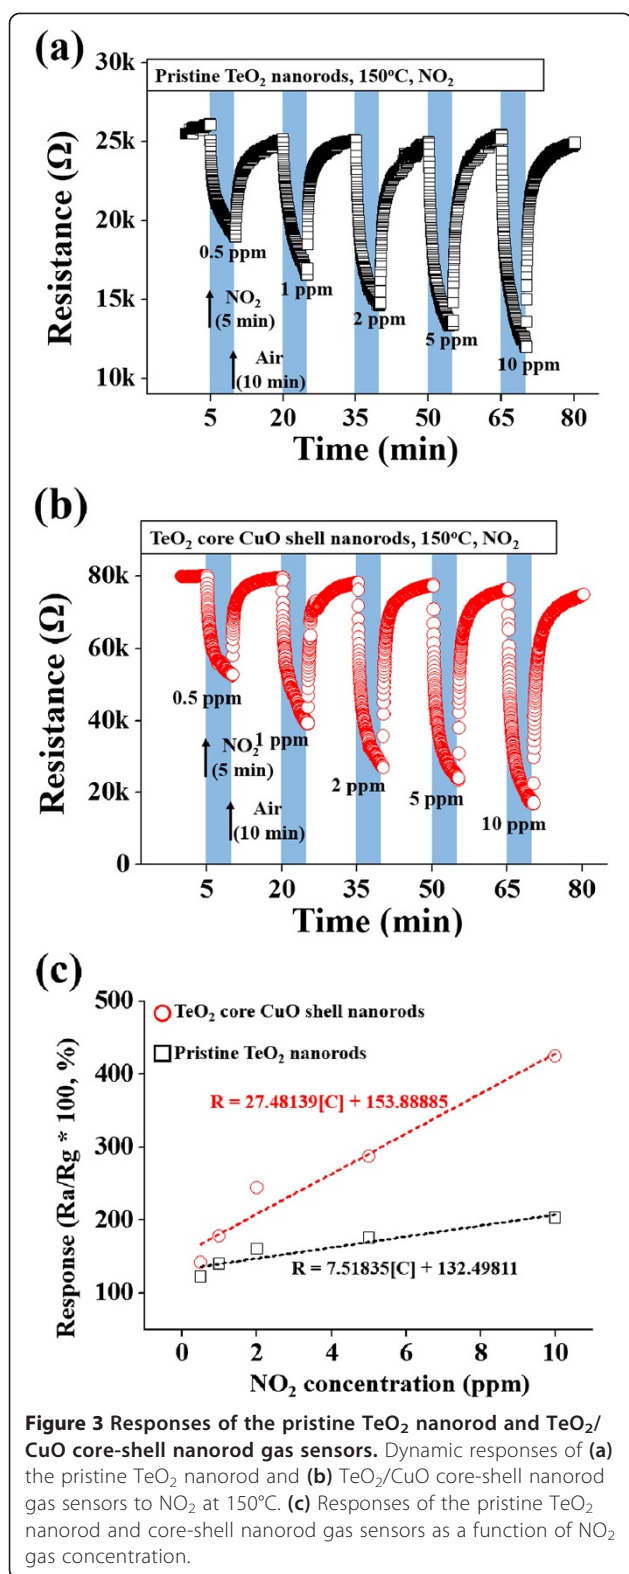 (a)
30k
Pristine TeO₂ nanorods, 150°C, NO₂
25k
20k
15k
10k
Resistance (Ω)
0.5 ppm
1 ppm
2 ppm
5 ppm
10 ppm
NO₂
(5 min)
Air
(10 min)
5 20 35 50 65 80
Time (min)
(b)
TeO₂ core CuO shell nanorods, 150°C, NO₂
80k
60k
40k
20k
0
Resistance (Ω)
0.5 ppm
1 ppm
2 ppm
5 ppm
10 ppm
NO₂
(5 min)
Air
(10 min)
5 20 35 50 65 80
Time (min)
(c)
500
400
300
200
100
Response (Ra/Rg * 100, %)
TeO₂ core CuO shell nanorods
Pristine TeO₂ nanorods
R = 27.48139[C] + 153.88885
R = 7.51835[C] + 132.49811
0 2 4 6 8 10
NO₂ concentration (ppm)
Figure 3 Responses of the pristine TeO₂ nanorod and TeO₂/
CuO core-shell nanorod gas sensors. Dynamic responses of (a)
the pristine TeO₂ nanorod and (b) TeO₂/CuO core-shell nanorod
gas sensors to NO₂ at 150°C. (c) Responses of the pristine TeO₂
nanorod and core-shell nanorod gas sensors as a function of NO₂
gas concentration.